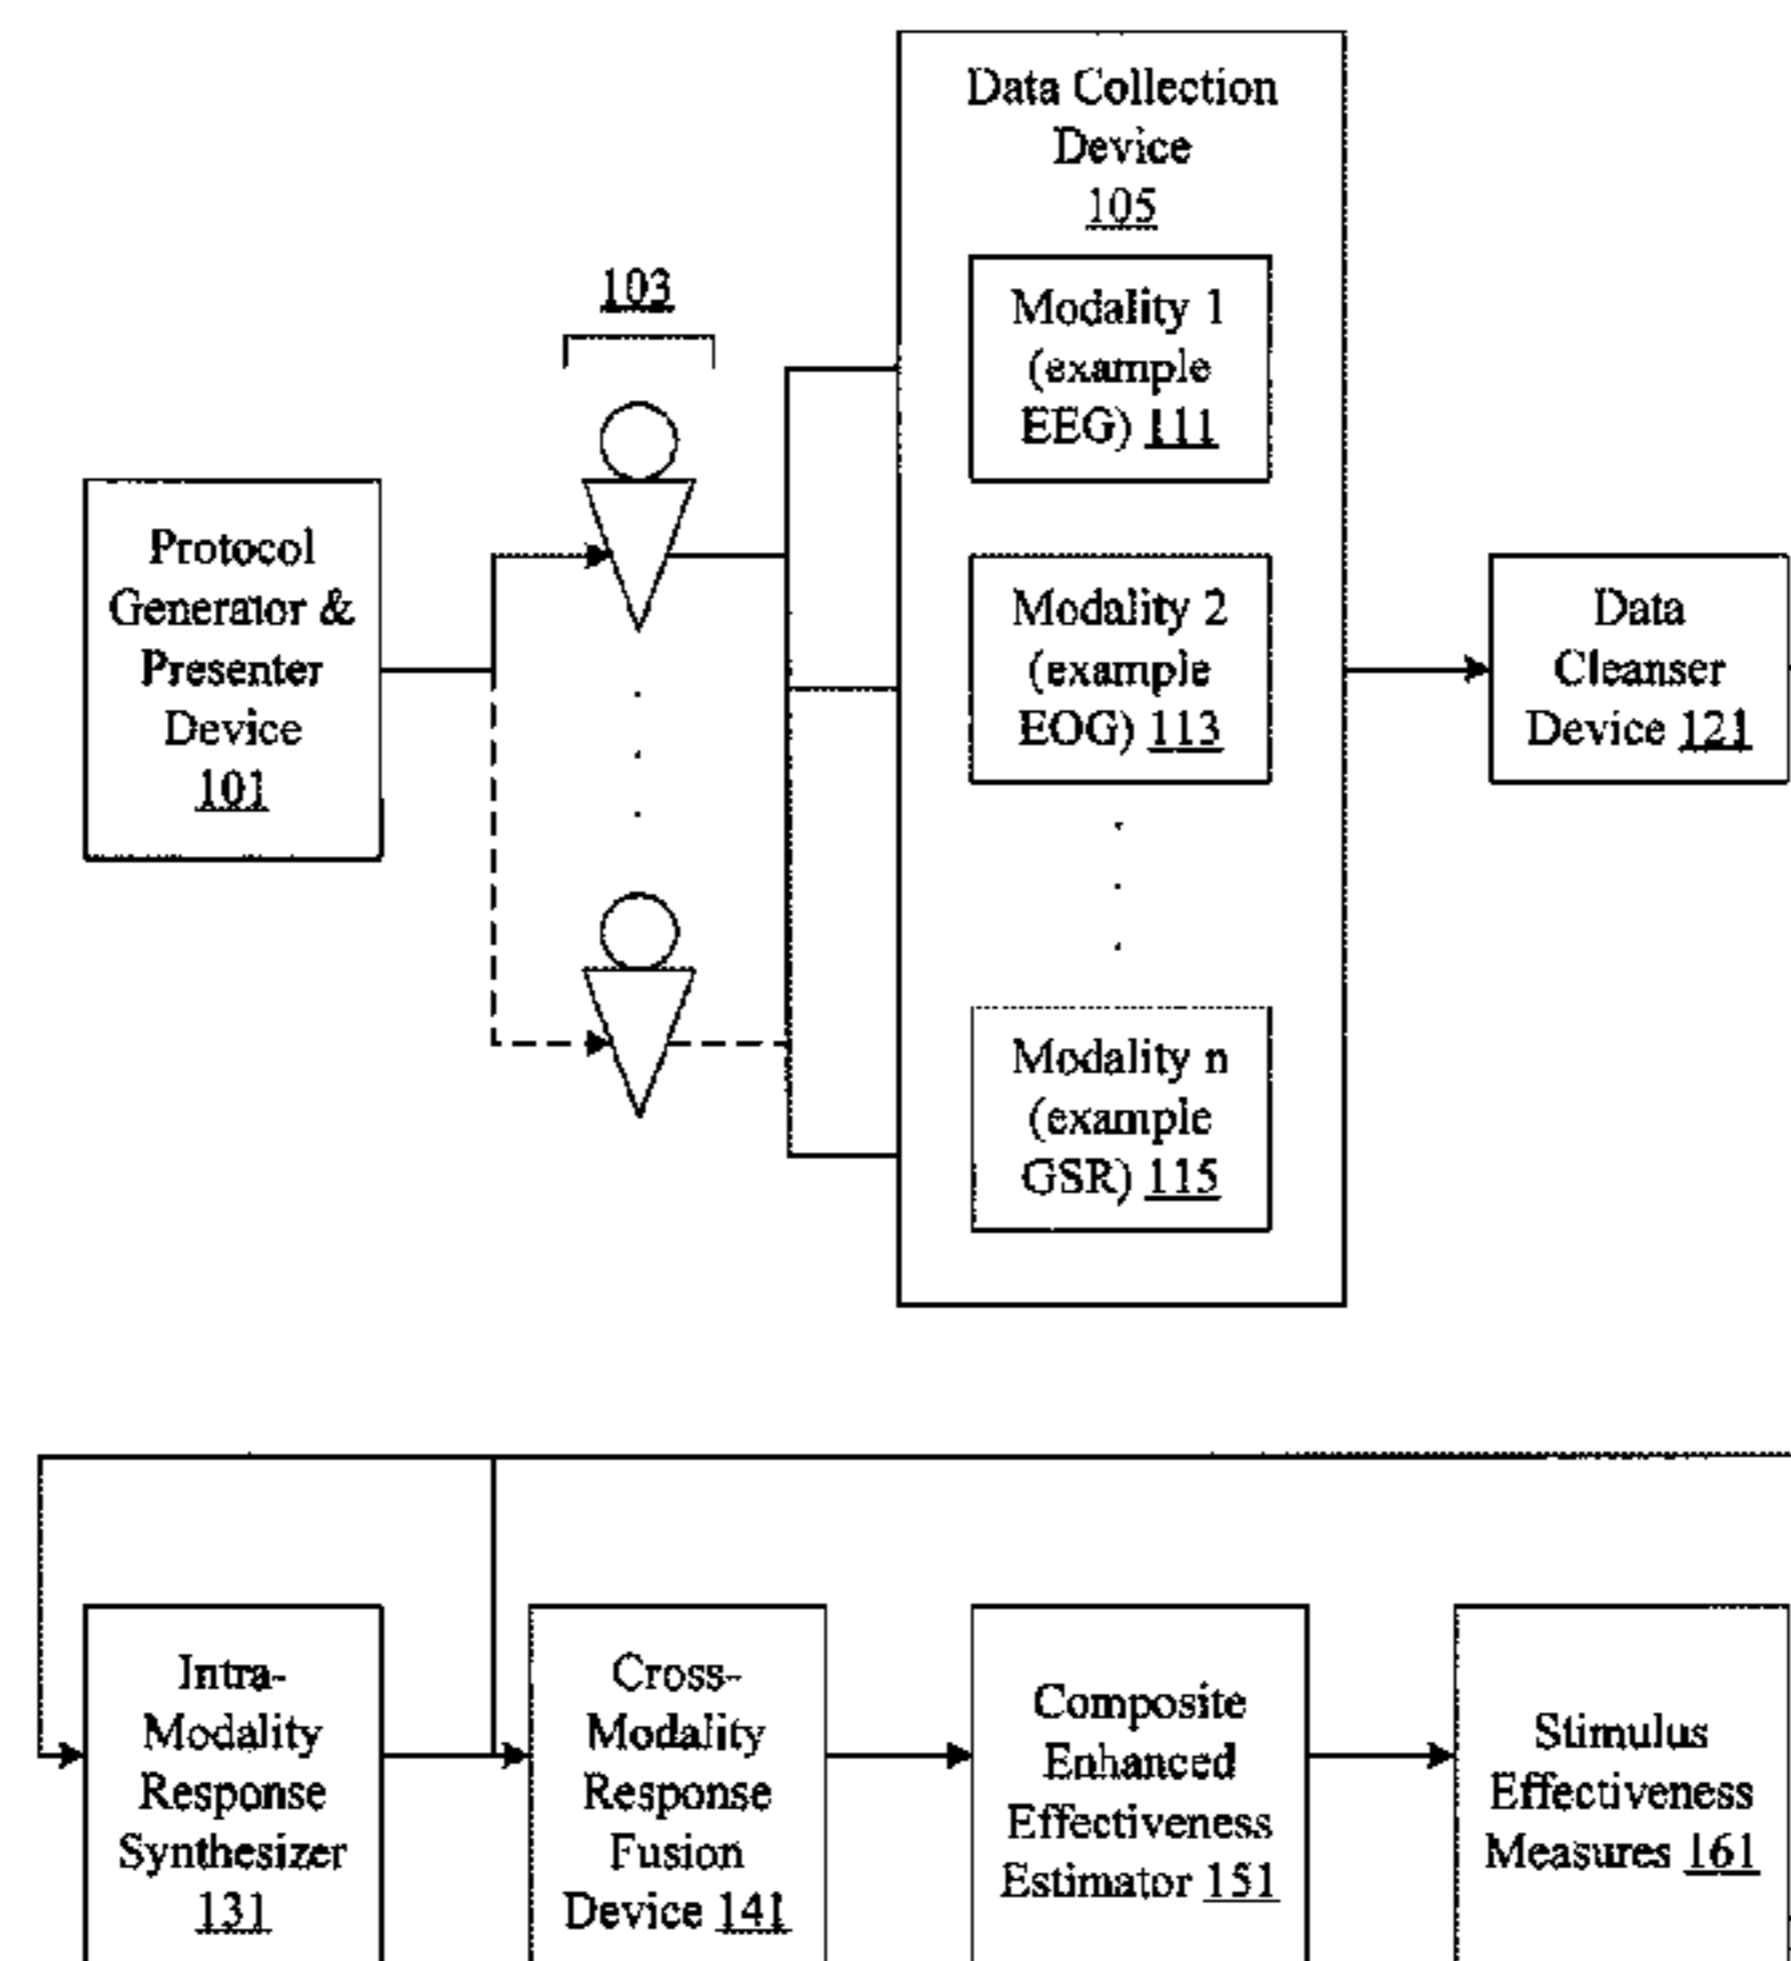 Data Collection
Device
105
103
Modality 1
(example
EEG) 111
Protocol
Generator &
Presenter
Device
101
Modality 2
(example
EOG) 113
Data
Cleanser
Device 121
Modality n
(example
GSR) 115
Intra-
Modality
Response
Synthesizer
131
Cross-
Modality
Response
Fusion
Device 141
Composite
Enhanced
Effectiveness
Estimator 151
Stimulus
Effectiveness
Measures 161